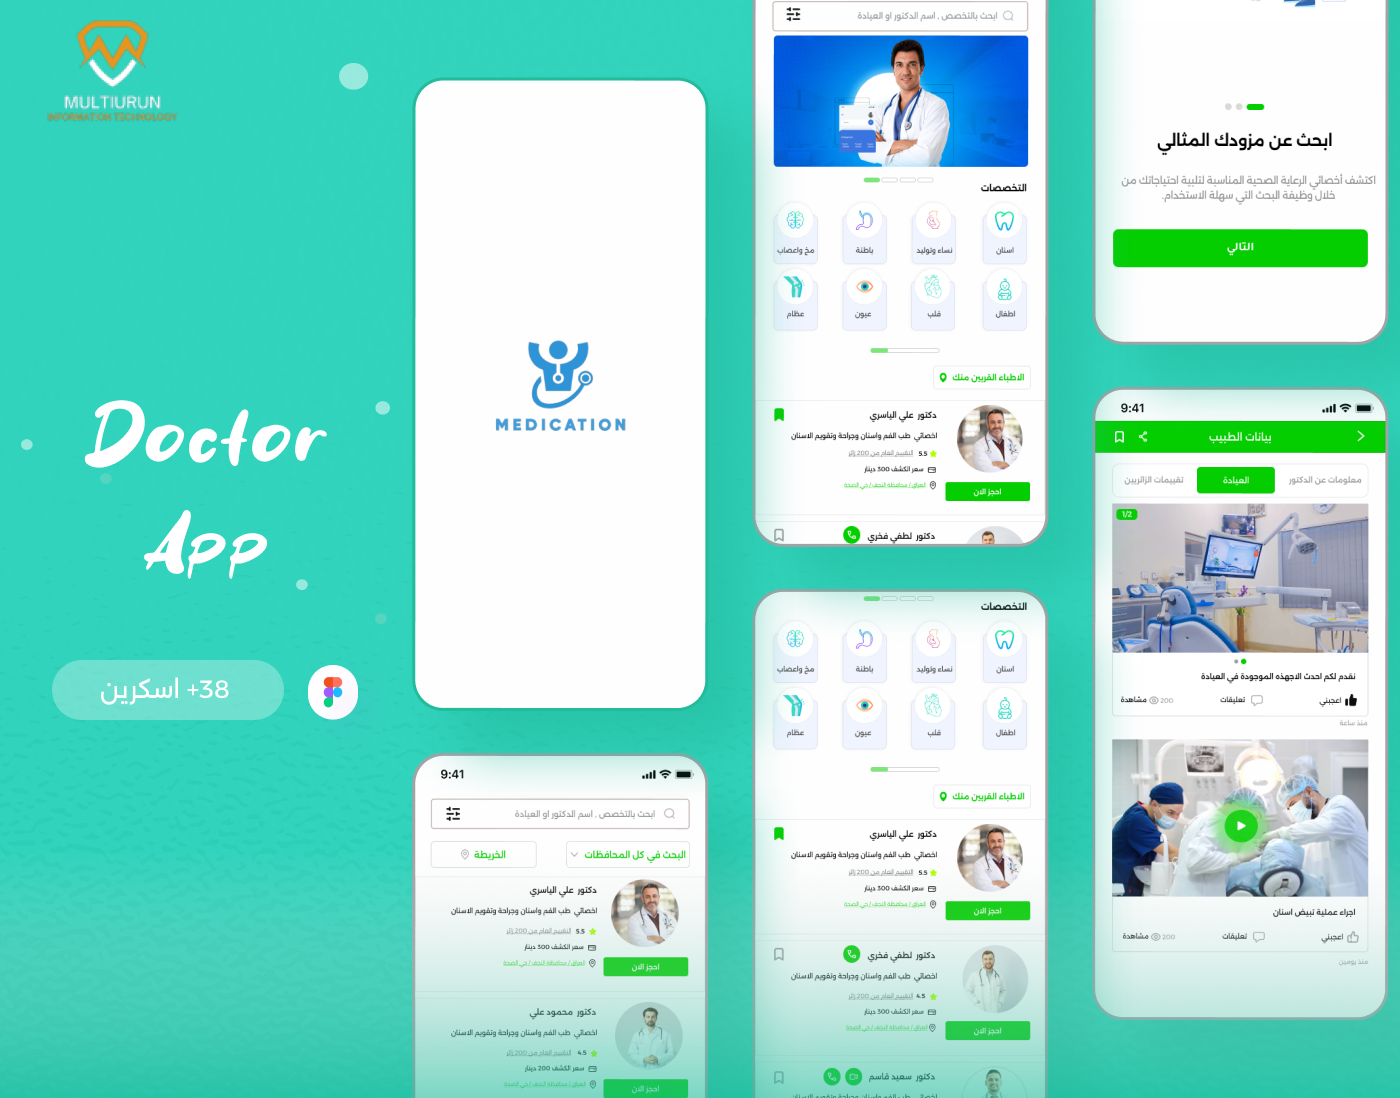 MULTIURUN
INFORMATION TECHNOLOGY
Doctor
App
+38 اسكرين
MEDICATION
9:41
ابحث بالتخصص , اسم الدكتور او العيادة
البحث في كل المحافظات
الخريطة
دكتور علي الياسري
اخصائي طب الفم واسنان وجراحة وتقويم الاسنان
5.5 التقييم العام من 200 زائر
سعر الكشف 300 دينار
العراق / محافظة النجف / حي الصحة
احجز الان
دكتور محمود علي
اخصائي طب الفم واسنان وجراحة وتقويم الاسنان
4.5 التقييم العام من 200 زائر
سعر الكشف 200 دينار
العراق / محافظة النجف / حي الصحة
احجز الان
ابحث بالتخصص , اسم الدكتور او العيادة
التخصصات
اسنان
نساء وتوليد
باطنة
مخ واعصاب
اطفال
قلب
عيون
عظام
الاطباء القريبين منك
دكتور علي الياسري
اخصائي طب الفم واسنان وجراحة وتقويم الاسنان
5.5 التقييم العام من 200 زائر
سعر الكشف 300 دينار
العراق / محافظة النجف / حي الصحة
احجز الان
دكتور لطفي فخري
التخصصات
اسنان
نساء وتوليد
باطنة
مخ واعصاب
اطفال
قلب
عيون
عظام
الاطباء القريبين منك
دكتور علي الياسري
اخصائي طب الفم واسنان وجراحة وتقويم الاسنان
5.5 التقييم العام من 200 زائر
سعر الكشف 300 دينار
العراق / محافظة النجف / حي الصحة
احجز الان
دكتور لطفي فخري
اخصائي طب الفم واسنان وجراحة وتقويم الاسنان
4.5 التقييم العام من 200 زائر
سعر الكشف 300 دينار
العراق / محافظة النجف / حي الصحة
احجز الان
دكتور سعيد قاسم
ابحث عن مزودك المثالي
اكتشف أخصائي الرعاية الصحية المناسبة لتلبية احتياجاتك من
خلال وظيفة البحث التي سهلة الاستخدام.
التالي
9:41
بيانات الطبيب
معلومات عن الدكتور
العيادة
تقييمات الزائرين
1/2
نقدم لكم احدث الاجهذه الموجودة في العيادة
اعجبني
تعليقات
200 مشاهدة
منذ ساعة
اجراء عملية تبيض اسنان
اعجبني
تعليقات
200 مشاهدة
منذ يومين